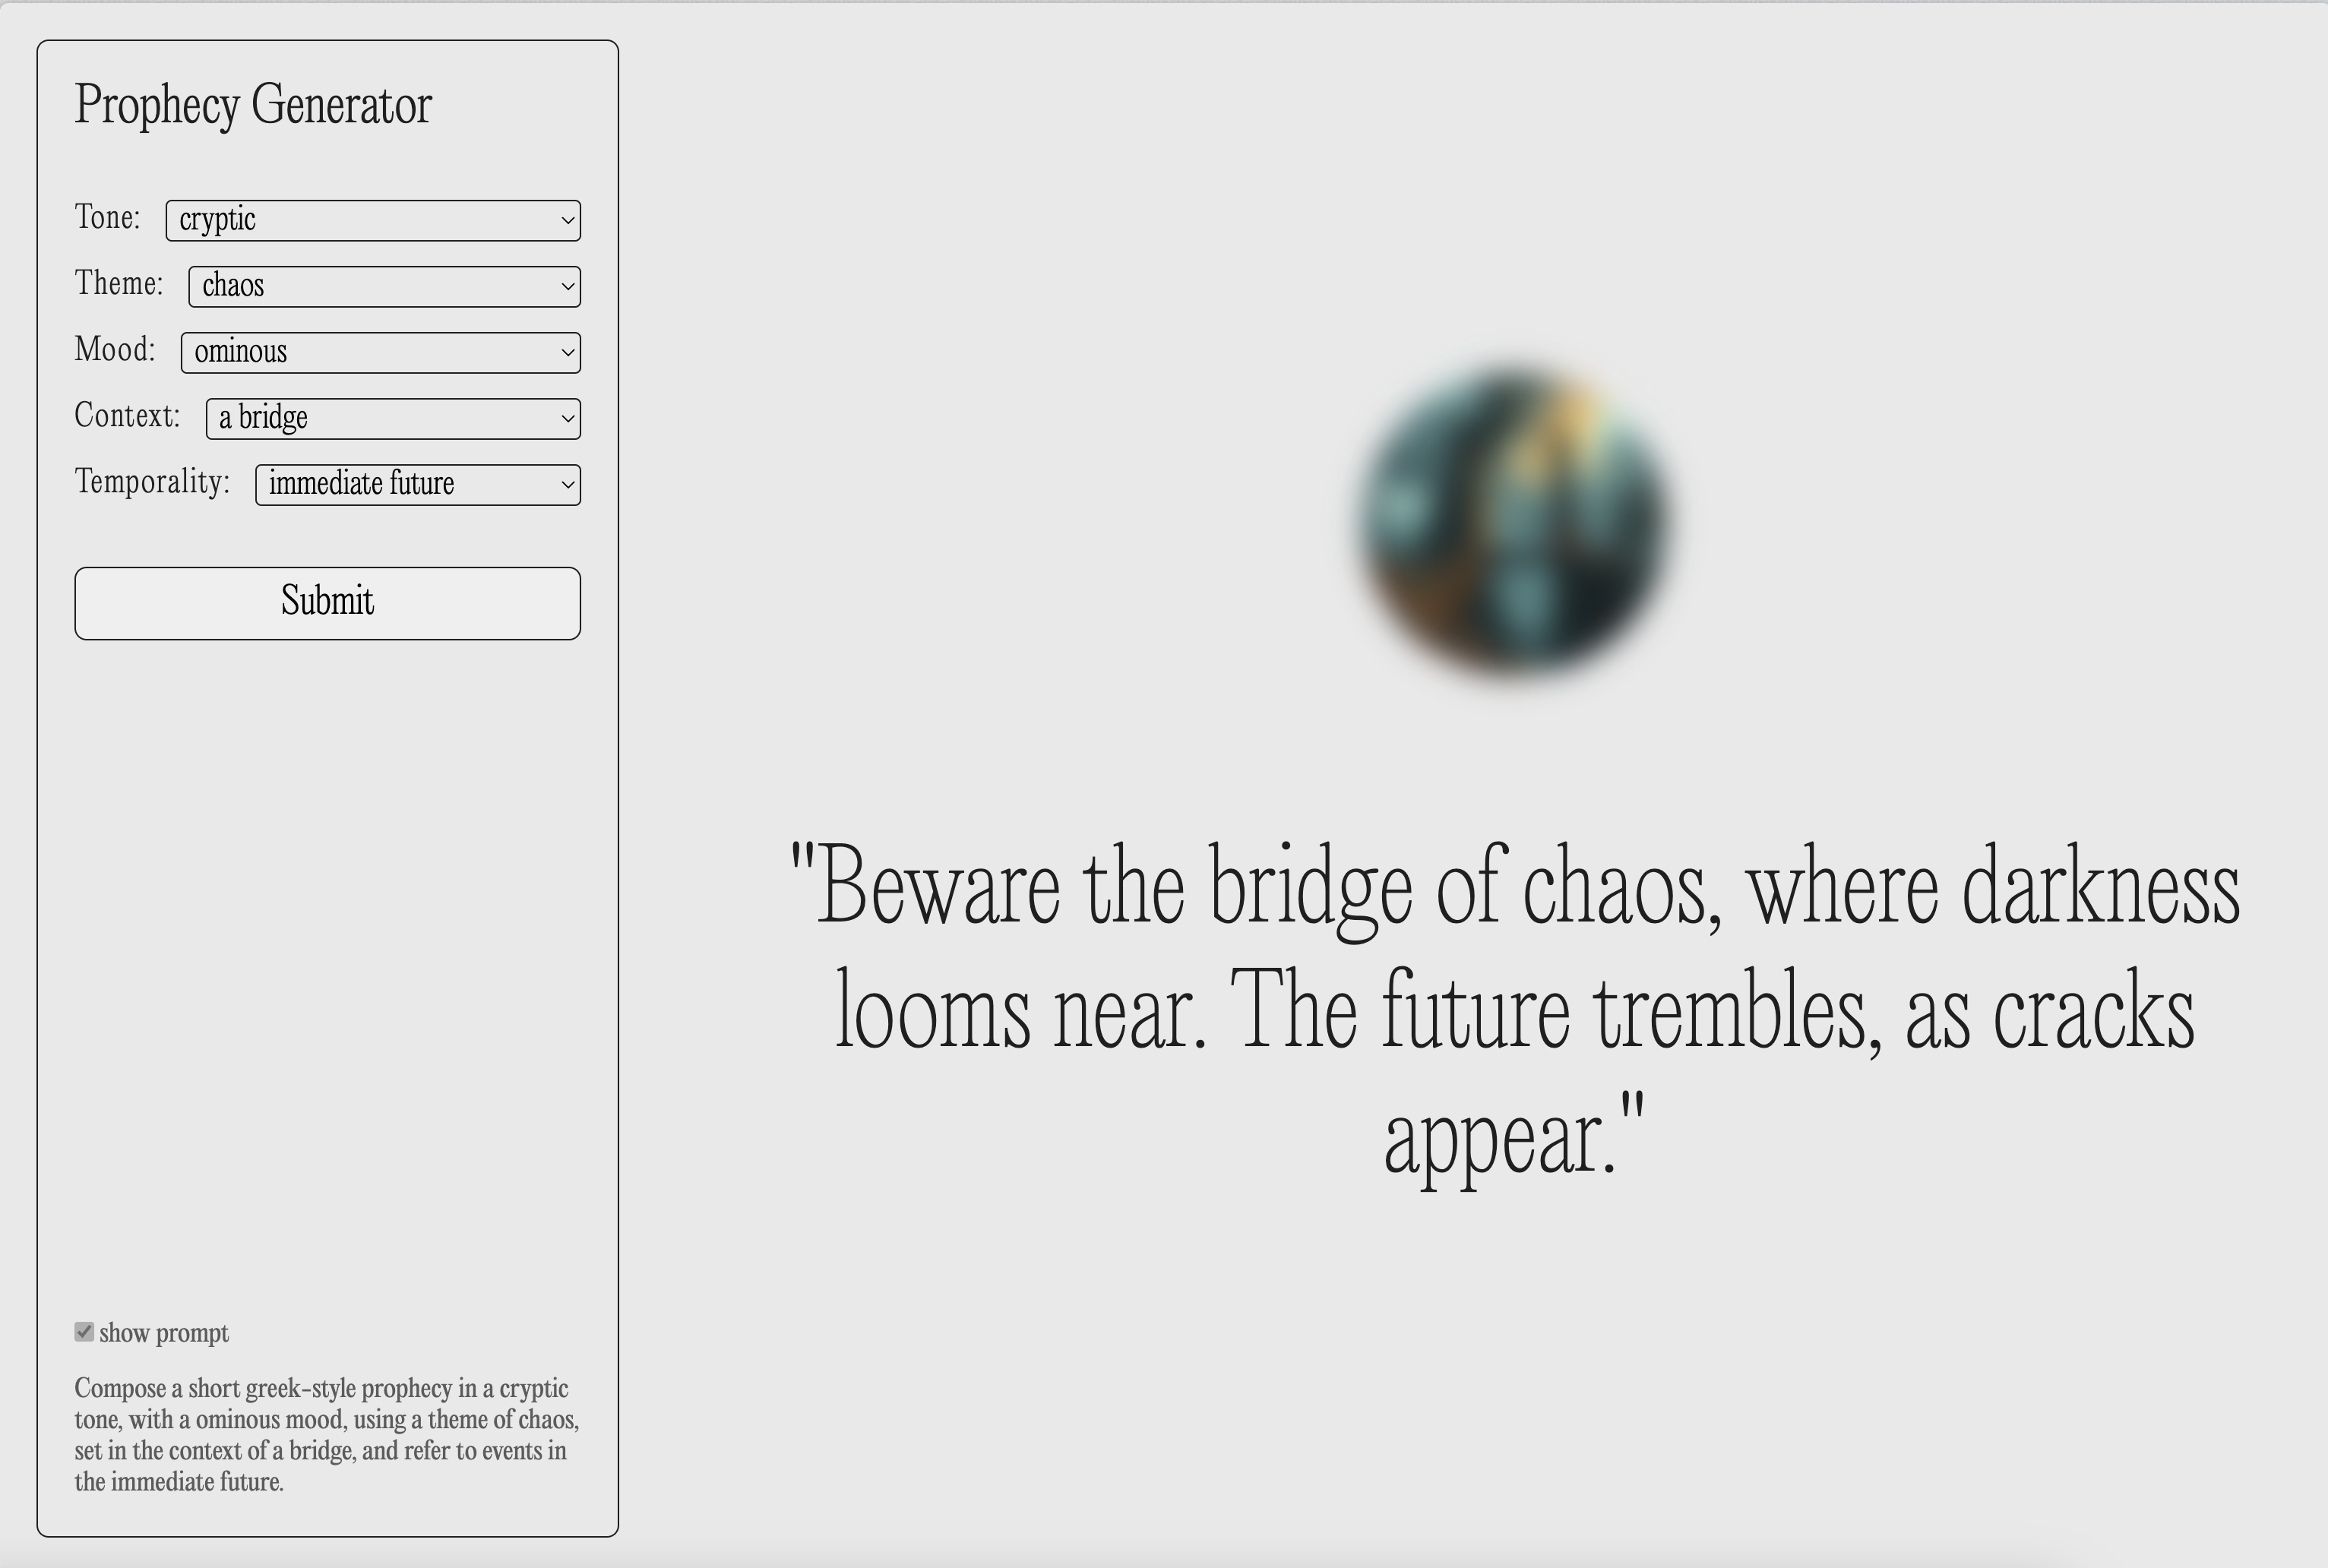 Prophecy Generator
Tone: cryptic
Theme: chaos
Mood: ominous
Context: a bridge
Temporality: immediate future
Submit
show prompt
Compose a short greek-style prophecy in a cryptic
tone, with a ominous mood, using a theme of chaos,
set in the context of a bridge, and refer to events in
the immediate future.
"Beware the bridge of chaos, where darkness
looms near. The future trembles, as cracks
appear."